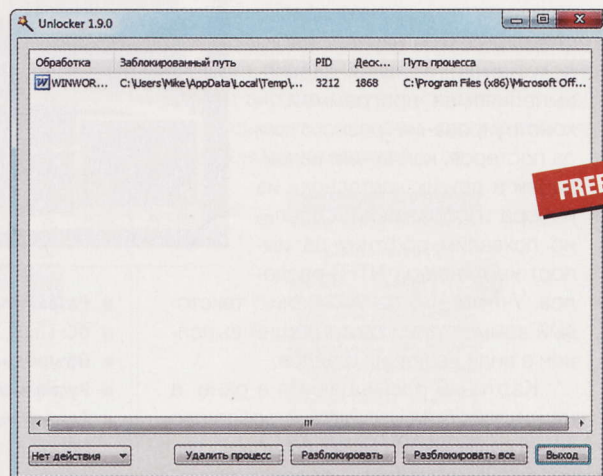 Unlocker 1.9.0
Обработка Заблокированный путь PID Деск... Путь процесса
WINWOR... C:\Users\Mike\AppData\Local\Temp\... 3212 1868 C:\Program Files (x86)\Microsoft Off...
FREE
Нет действия Удалить процесс Разблокировать Разблокировать все Выход